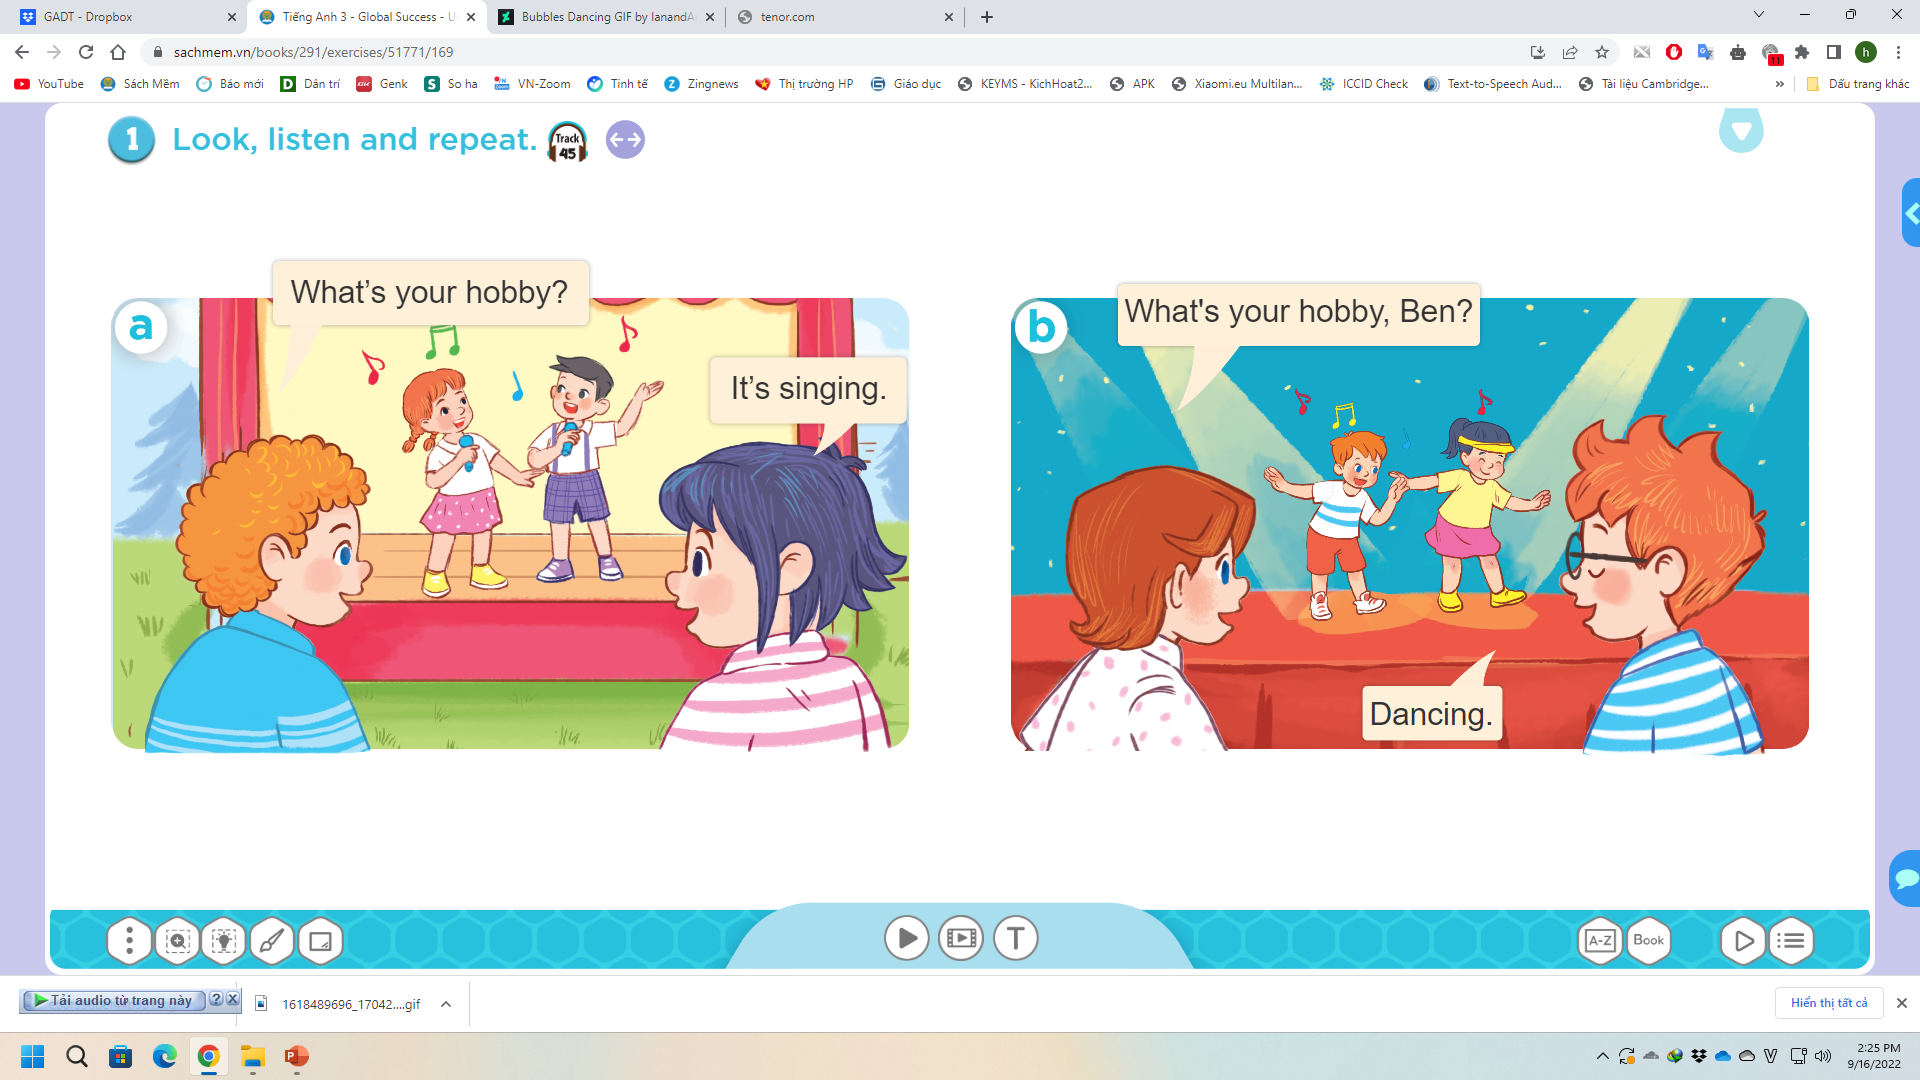 GADT - Dropbox
Tiếng Anh 3 - Global Success - U
Bubbles Dancing GIF by IanandA
tenor.com
sachmem.vn/books/291/exercises/51771/169
h
11
YouTube
Sách Mềm
Báo mới
Dân trí
Genk
So ha
VN-Zoom
Tinh tế
Zingnews
Thị trường HP
Giáo dục
KEYMS - KichHoat2...
APK
Xiaomi.eu Multilan...
ICCID Check
Text-to-Speech Aud...
Tài liệu Cambridge...
»
Dấu trang khác
1 Look, listen and repeat. Track 45
a
What’s your hobby?
It’s singing.
b
What's your hobby, Ben?
Dancing.
T
A-Z
Book
Tải audio từ trang này ? X
1618489696_17042....gif
Hiển thị tất cả
2:25 PM
9/16/2022